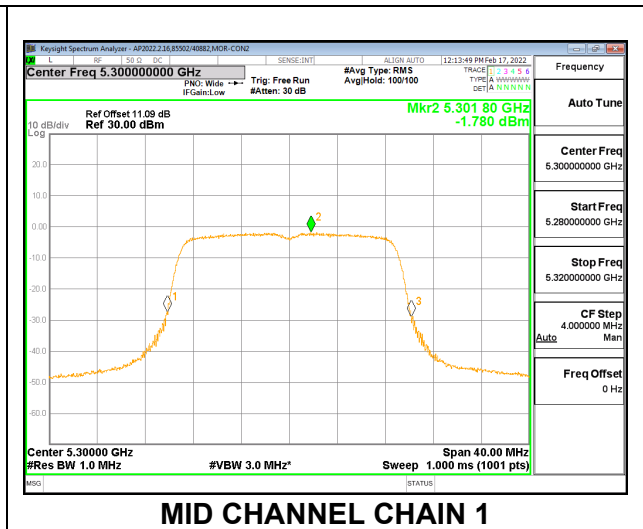 Keysight Spectrum Analyzer - AP2022.2.16,85502/40882,MOR-CON2
L RF 50 Ω DC SENSE:INT ALIGN AUTO 12:13:49 PM Feb 17, 2022
Center Freq 5.300000000 GHz
PNO: Wide
IFGain:Low
Trig: Free Run
#Atten: 30 dB
#Avg Type: RMS
Avg|Hold: 100/100
TRACE 1 2 3 4 5 6
TYPE A WWWWW
DET A N N N N N
Mkr2 5.301 80 GHz
-1.780 dBm
Ref Offset 11.09 dB
Ref 30.00 dBm
10 dB/div
Log
20.0
10.0
0.00
-10.0
-20.0
-30.0
-40.0
-50.0
-60.0
1
2
3
Center 5.30000 GHz
Span 40.00 MHz
#Res BW 1.0 MHz
#VBW 3.0 MHz*
Sweep 1.000 ms (1001 pts)
MSG
STATUS
Frequency
Auto Tune
Center Freq
5.300000000 GHz
Start Freq
5.280000000 GHz
Stop Freq
5.320000000 GHz
CF Step
4.000000 MHz
Auto Man
Freq Offset
0 Hz
MID CHANNEL CHAIN 1